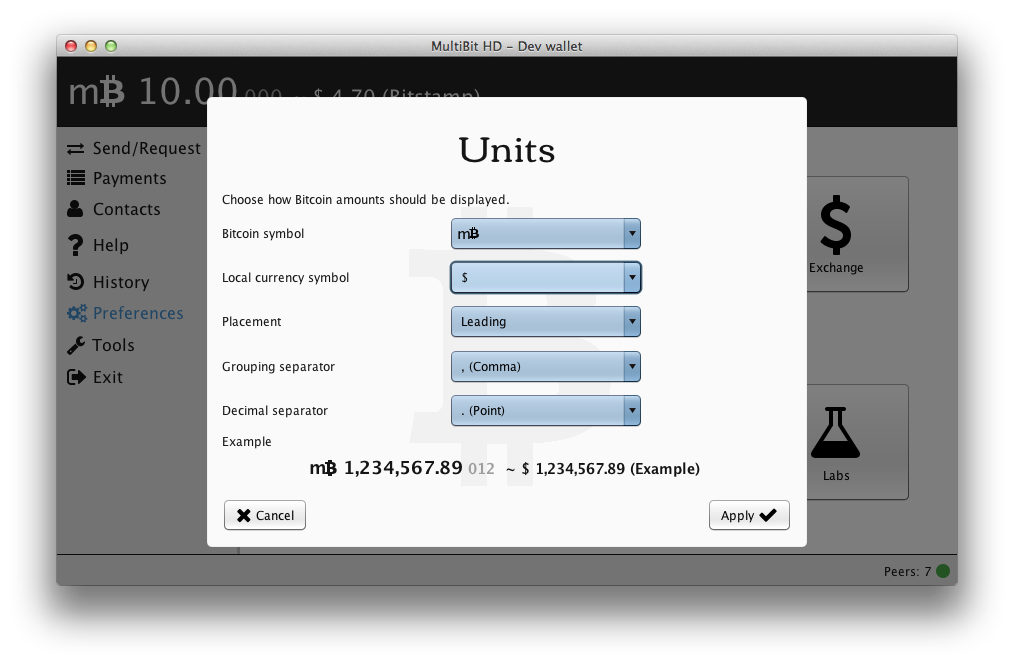 MultiBit HD – Dev wallet
m₿ 10.00 000 ~ $ 4.70 (Bitstamp)
Send/Request
Payments
Contacts
Help
History
Preferences
Tools
Exit
Units
Choose how Bitcoin amounts should be displayed.
Bitcoin symbol m₿
Local currency symbol $
Placement Leading
Grouping separator , (Comma)
Decimal separator . (Point)
Example
m₿ 1,234,567.89 012 ~ $ 1,234,567.89 (Example)
Cancel Apply
Exchange
Labs
Peers: 7